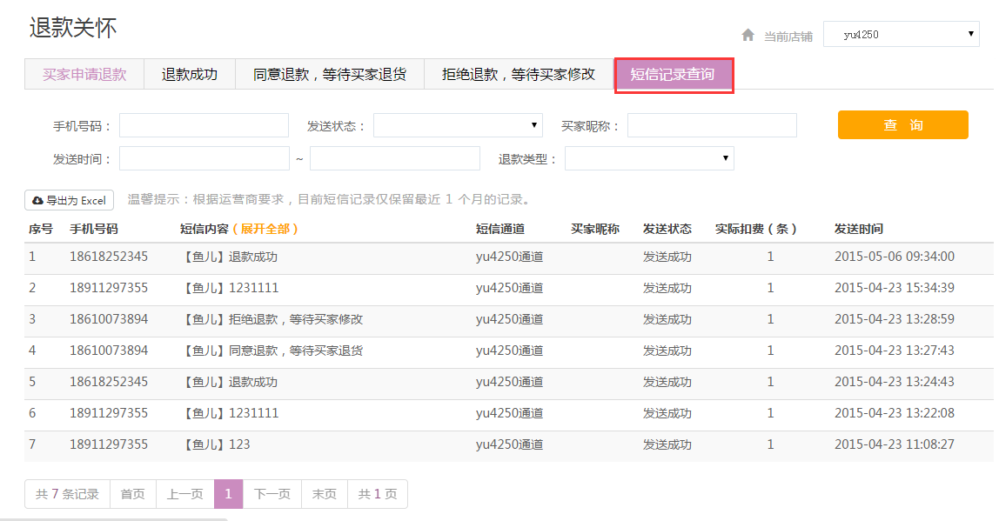 退款关怀
当前店铺 yu4250
买家申请退款 退款成功 同意退款，等待买家退货 拒绝退款，等待买家修改 短信记录查询
手机号码： 发送状态： 买家昵称： 查 询
发送时间： ~ 退款类型：
导出为 Excel 温馨提示：根据运营商要求，目前短信记录仅保留最近 1 个月的记录。
序号 手机号码 短信内容（展开全部） 短信通道 买家昵称 发送状态 实际扣费（条） 发送时间
1 18618252345 【鱼儿】退款成功 yu4250通道 发送成功 1 2015-05-06 09:34:00
2 18911297355 【鱼儿】1231111 yu4250通道 发送成功 1 2015-04-23 15:34:39
3 18610073894 【鱼儿】拒绝退款，等待买家修改 yu4250通道 发送成功 1 2015-04-23 13:28:59
4 18610073894 【鱼儿】同意退款，等待买家退货 yu4250通道 发送成功 1 2015-04-23 13:27:43
5 18618252345 【鱼儿】退款成功 yu4250通道 发送成功 1 2015-04-23 13:24:43
6 18911297355 【鱼儿】1231111 yu4250通道 发送成功 1 2015-04-23 13:22:08
7 18911297355 【鱼儿】123 yu4250通道 发送成功 1 2015-04-23 11:08:27
共 7 条记录 首页 上一页 1 下一页 末页 共 1 页